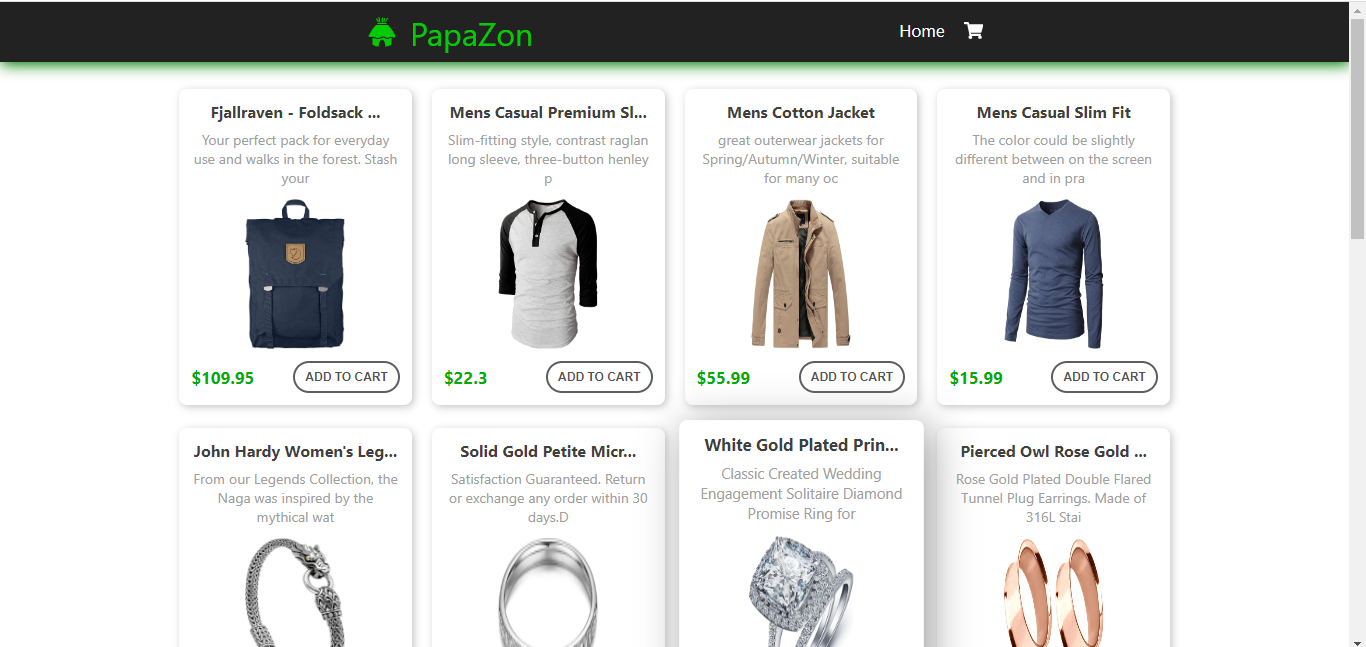 PapaZon
Home
Fjallraven - Foldsack ...
Your perfect pack for everyday
use and walks in the forest. Stash
your
$109.95
ADD TO CART
Mens Casual Premium Sl...
Slim-fitting style, contrast raglan
long sleeve, three-button henley
p
$22.3
ADD TO CART
Mens Cotton Jacket
great outerwear jackets for
Spring/Autumn/Winter, suitable
for many oc
$55.99
ADD TO CART
Mens Casual Slim Fit
The color could be slightly
different between on the screen
and in pra
$15.99
ADD TO CART
John Hardy Women's Leg...
From our Legends Collection, the
Naga was inspired by the
mythical wat
Solid Gold Petite Micr...
Satisfaction Guaranteed. Return
or exchange any order within 30
days.D
White Gold Plated Prin...
Classic Created Wedding
Engagement Solitaire Diamond
Promise Ring for
Pierced Owl Rose Gold ...
Rose Gold Plated Double Flared
Tunnel Plug Earrings. Made of
316L Stai